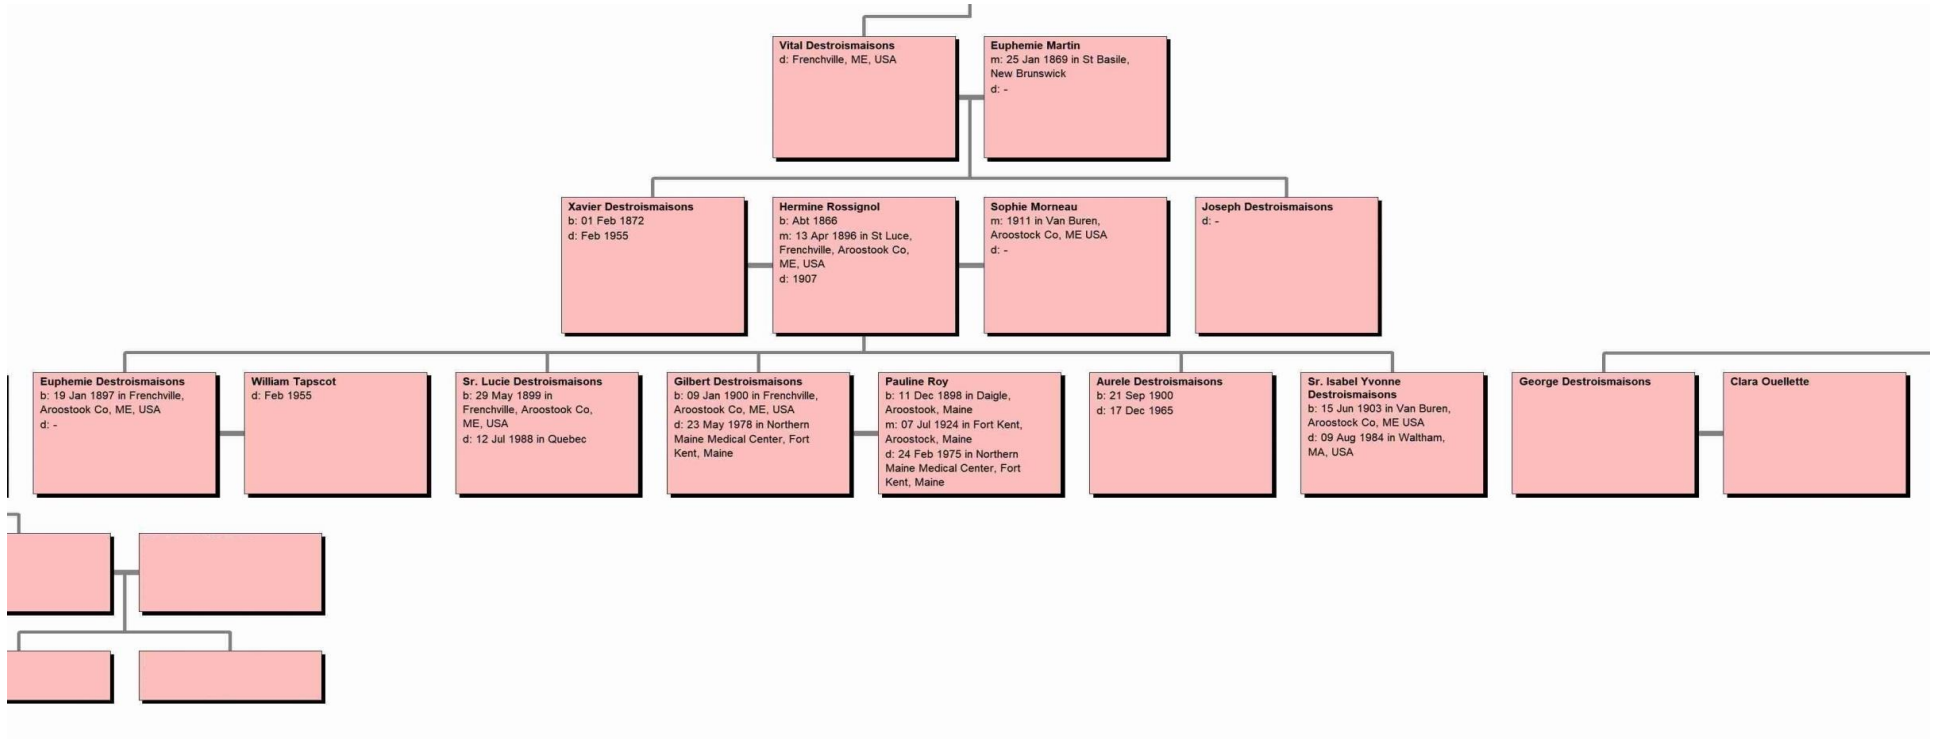 Vital Destroismaisons
d: Frenchville, ME, USA
Euphemie Martin
m: 25 Jan 1869 in St Basile,
New Brunswick
d: -
Xavier Destroismaisons
b: 01 Feb 1872
d: Feb 1955
Hermine Rossignol
b: Abt 1866
m: 13 Apr 1896 in St Luce,
Frenchville, Aroostook Co,
ME, USA
d: 1907
Sophie Morneau
m: 1911 in Van Buren,
Aroostock Co, ME USA
d: -
Joseph Destroismaisons
d: -
Euphemie Destroismaisons
b: 19 Jan 1897 in Frenchville,
Aroostook Co, ME, USA
d: -
William Tapscot
d: Feb 1955
Sr. Lucie Destroismaisons
b: 29 May 1899 in
Frenchville, Aroostook Co,
ME, USA
d: 12 Jul 1988 in Quebec
Gilbert Destroismaisons
b: 09 Jan 1900 in Frenchville,
Aroostook Co, ME, USA
d: 23 May 1978 in Northern
Maine Medical Center, Fort
Kent, Maine
Pauline Roy
b: 11 Dec 1898 in Daigle,
Aroostook, Maine
m: 07 Jul 1924 in Fort Kent,
Aroostock, Maine
d: 24 Feb 1975 in Northern
Maine Medical Center, Fort
Kent, Maine
Aurele Destroismaisons
b: 21 Sep 1900
d: 17 Dec 1965
Sr. Isabel Yvonne
Destroismaisons
b: 15 Jun 1903 in Van Buren,
Aroostock Co, ME USA
d: 09 Aug 1984 in Waltham,
MA, USA
George Destroismaisons
Clara Ouellette